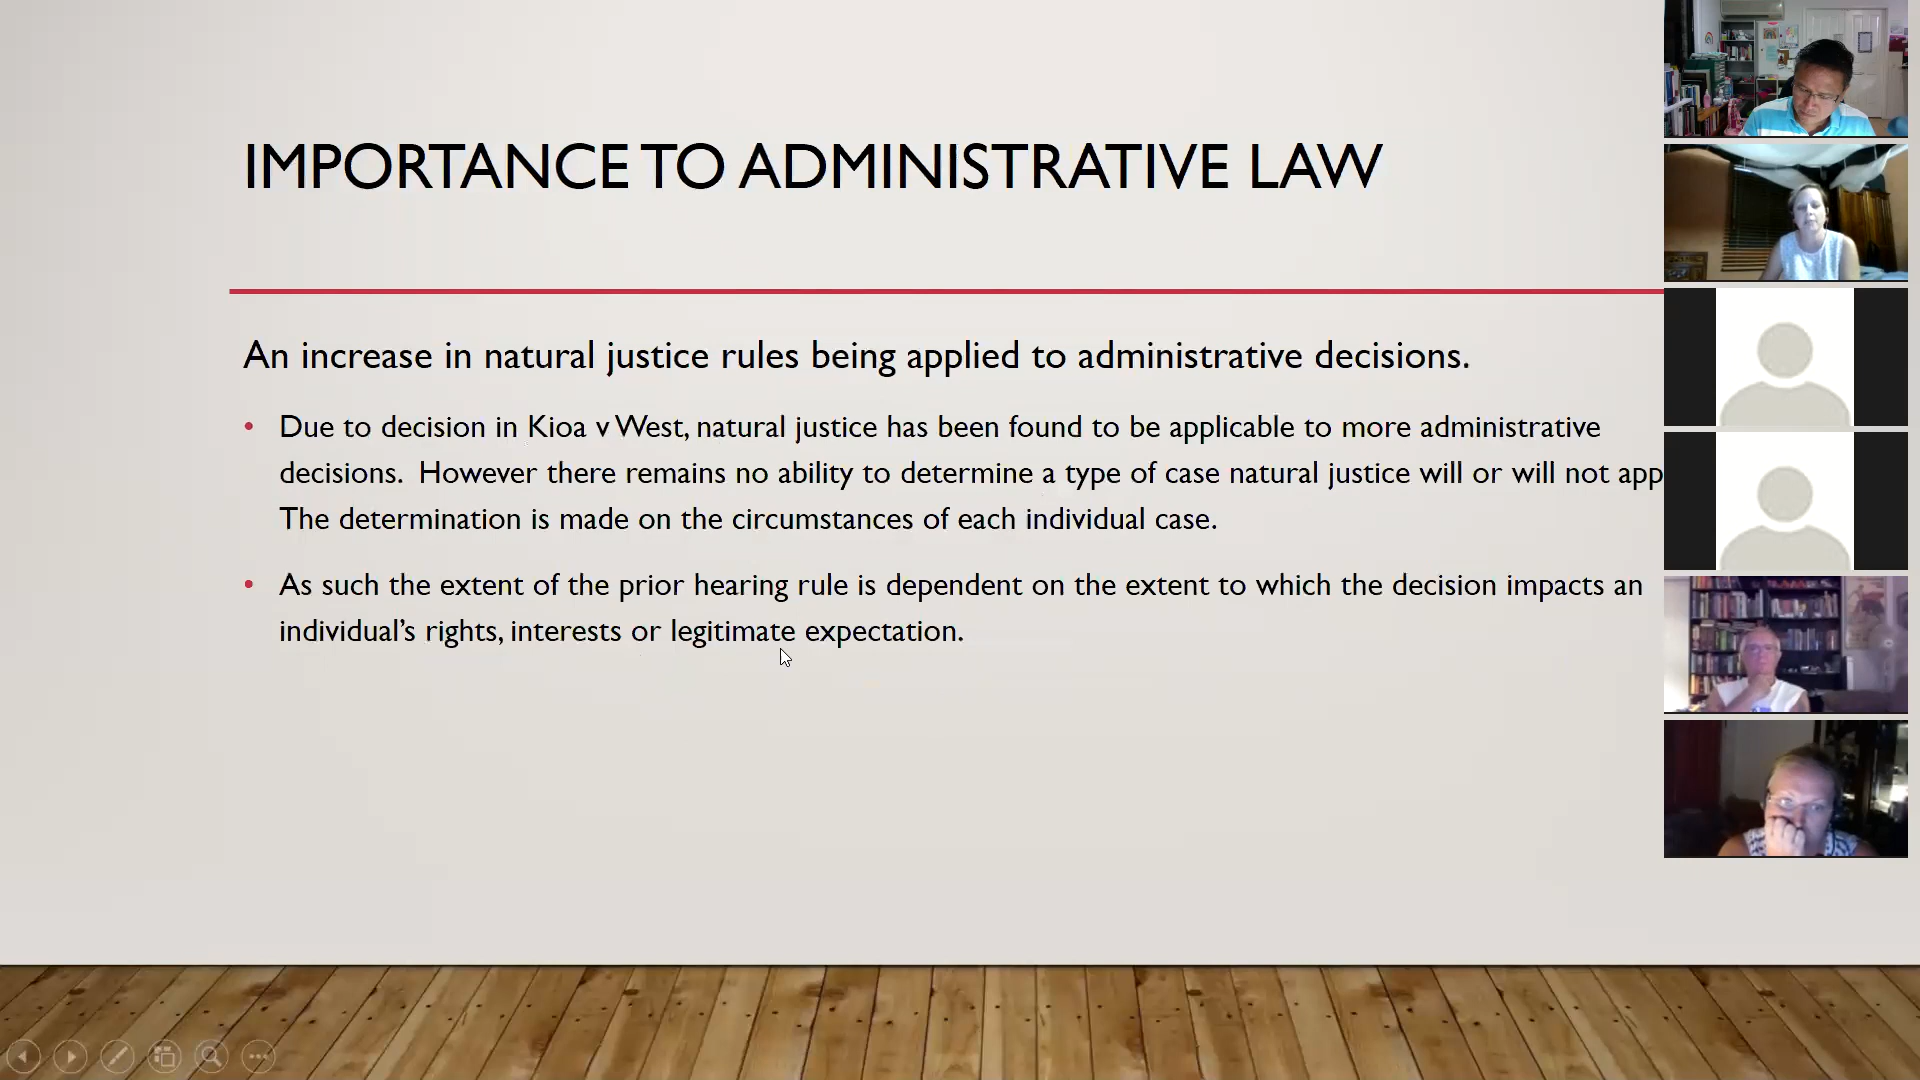 IMPORTANCE TO ADMINISTRATIVE LAW
An increase in natural justice rules being applied to administrative decisions.
• Due to decision in Kioa v West, natural justice has been found to be applicable to more administrative
decisions. However there remains no ability to determine a type of case natural justice will or will not app
The determination is made on the circumstances of each individual case.
• As such the extent of the prior hearing rule is dependent on the extent to which the decision impacts an
individual’s rights, interests or legitimate expectation.